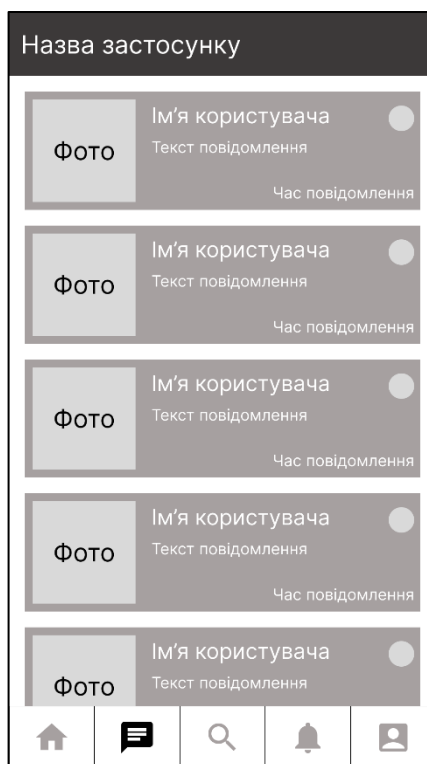 Назва застосунку
Ім’я користувача
Фото
Текст повідомлення
Час повідомлення
Ім’я користувача
Фото
Текст повідомлення
Час повідомлення
Ім’я користувача
Фото
Текст повідомлення
Час повідомлення
Ім’я користувача
Фото
Текст повідомлення
Час повідомлення
Ім’я користувача
Фото
Текст повідомлення